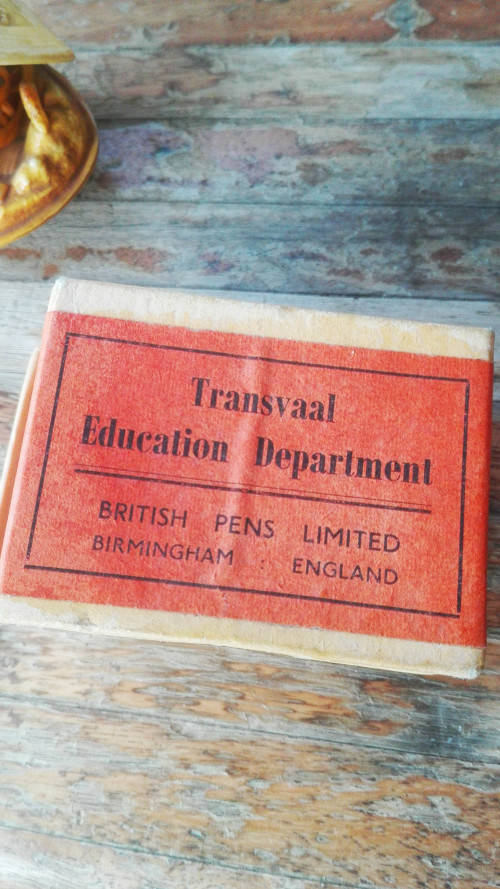 Transvaal
Education Department
BRITISH PENS LIMITED
BIRMINGHAM : ENGLAND